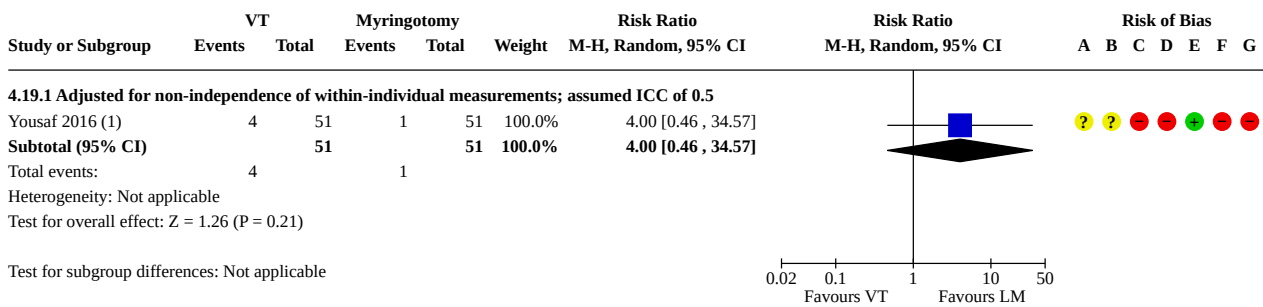 VT Myringotomy Risk Ratio Risk Ratio Risk of Bias
Study or Subgroup Events Total Events Total Weight M-H, Random, 95% CI M-H, Random, 95% CI A B C D E F G
4.19.1 Adjusted for non-independence of within-individual measurements; assumed ICC of 0.5
Yousaf 2016 (1) 4 51 1 51 100.0% 4.00 [0.46 , 34.57] ? ? − − + − −
Subtotal (95% CI) 51 51 100.0% 4.00 [0.46 , 34.57]
Total events: 4 1
Heterogeneity: Not applicable
Test for overall effect: Z = 1.26 (P = 0.21)
Test for subgroup differences: Not applicable
0.02 0.1 1 10 50
Favours VT Favours LM